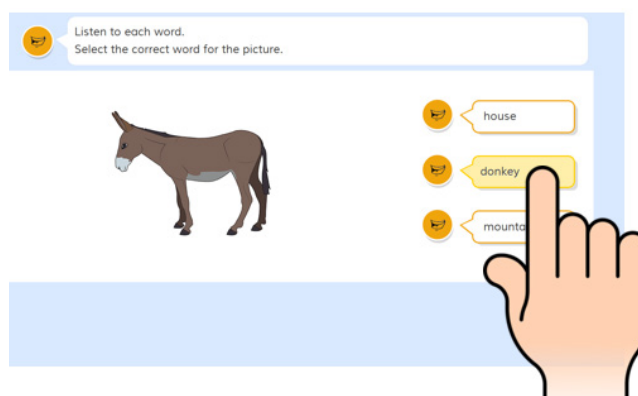 Listen to each word.
Select the correct word for the picture.
house
donkey